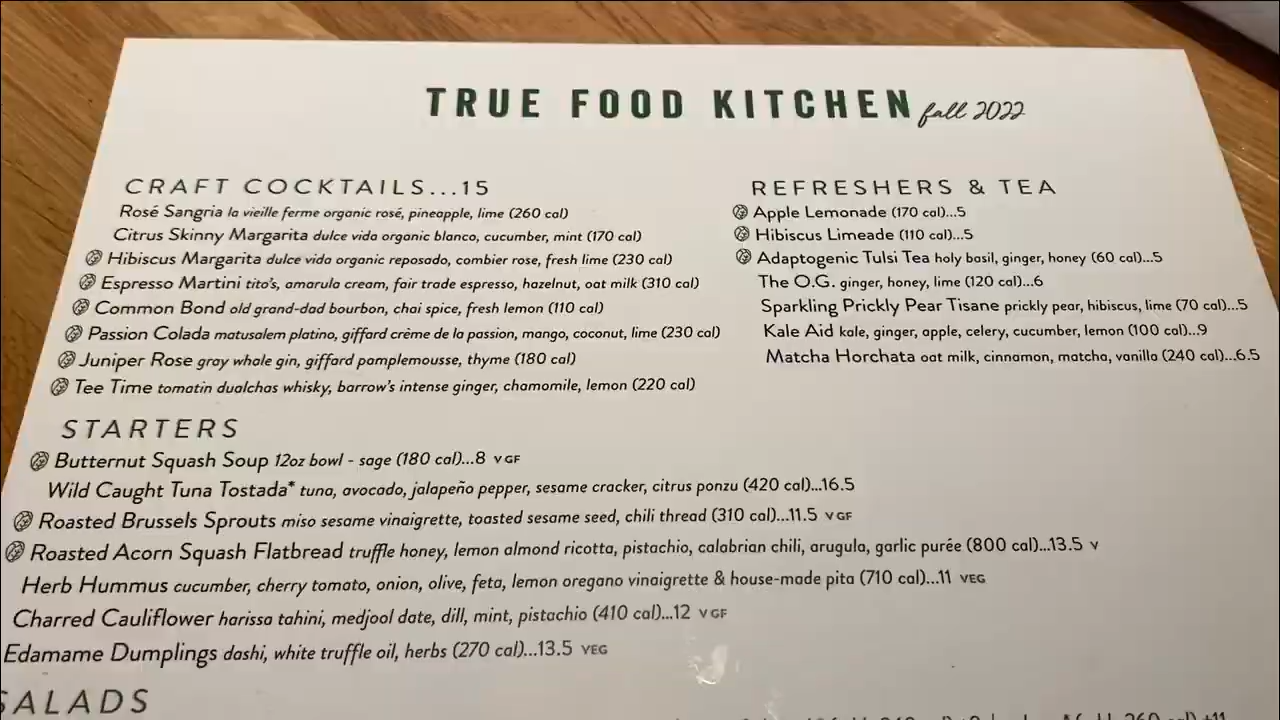 TRUE FOOD KITCHEN fall 2022
CRAFT COCKTAILS...15
Rosé Sangria la vieille ferme organic rosé, pineapple, lime (260 cal)
Citrus Skinny Margarita dulce vida organic blanco, cucumber, mint (170 cal)
Hibiscus Margarita dulce vida organic reposado, combier rose, fresh lime (230 cal)
Espresso Martini tito's, amarula cream, fair trade espresso, hazelnut, oat milk (310 cal)
Common Bond old grand-dad bourbon, chai spice, fresh lemon (110 cal)
Passion Colada matusalem platino, giffard crème de la passion, mango, coconut, lime (230 cal)
Juniper Rose gray whale gin, giffard pamplemousse, thyme (180 cal)
Tee Time tomatin dualchas whisky, barrow's intense ginger, chamomile, lemon (220 cal)
REFRESHERS & TEA
Apple Lemonade (170 cal)...5
Hibiscus Limeade (110 cal)...5
Adaptogenic Tulsi Tea holy basil, ginger, honey (60 cal)...5
The O.G. ginger, honey, lime (120 cal)...6
Sparkling Prickly Pear Tisane prickly pear, hibiscus, lime (70 cal)...5
Kale Aid kale, ginger, apple, celery, cucumber, lemon (100 cal)...9
Matcha Horchata oat milk, cinnamon, matcha, vanilla (240 cal)...6.5
STARTERS
Butternut Squash Soup 12oz bowl - sage (180 cal)...8 V GF
Wild Caught Tuna Tostada* tuna, avocado, jalapeño pepper, sesame cracker, citrus ponzu (420 cal)...16.5
Roasted Brussels Sprouts miso sesame vinaigrette, toasted sesame seed, chili thread (310 cal)...11.5 V GF
Roasted Acorn Squash Flatbread truffle honey, lemon almond ricotta, pistachio, calabrian chili, arugula, garlic purée (800 cal)...13.5 V
Herb Hummus cucumber, cherry tomato, onion, olive, feta, lemon oregano vinaigrette & house-made pita (710 cal)...11 VEG
Charred Cauliflower harissa tahini, medjool date, dill, mint, pistachio (410 cal)...12 V GF
Edamame Dumplings dashi, white truffle oil, herbs (270 cal)...13.5 VEG
SALADS